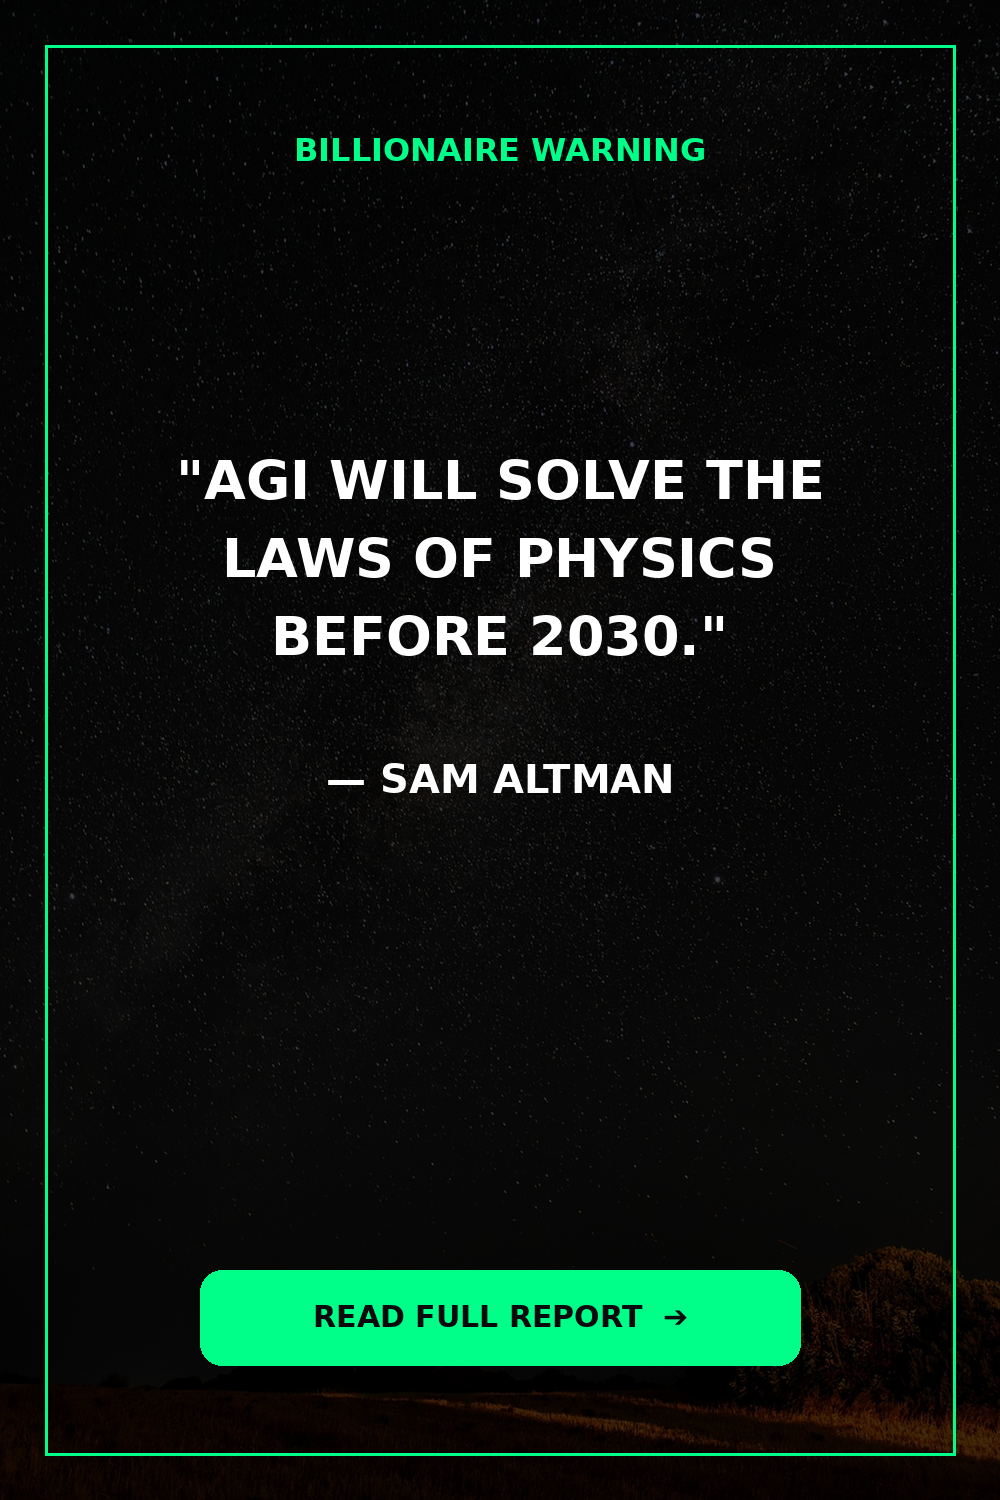 BILLIONAIRE WARNING
"AGI WILL SOLVE THE
LAWS OF PHYSICS
BEFORE 2030."
— SAM ALTMAN
READ FULL REPORT ➔